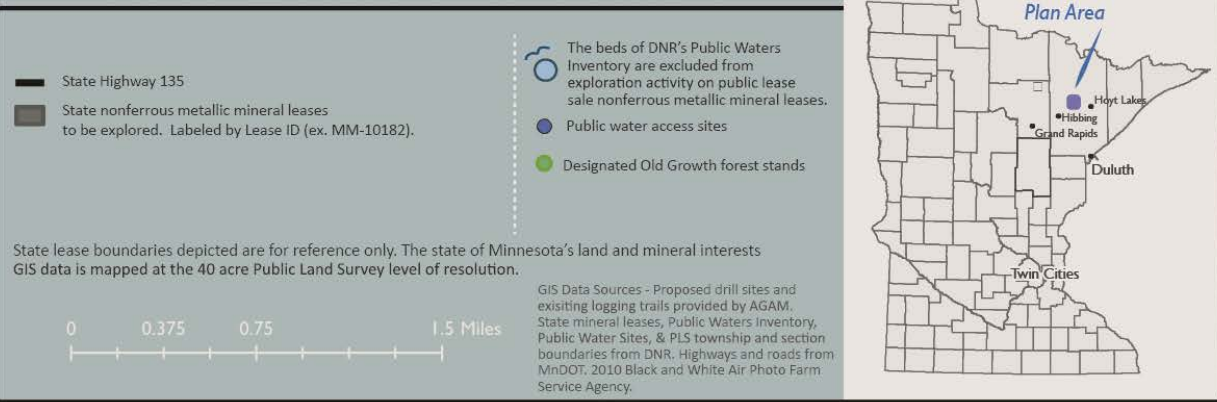 State Highway 135
State nonferrous metallic mineral leases
to be explored. Labeled by Lease ID (ex. MM-10182).
The beds of DNR's Public Waters
Inventory are excluded from
exploration activity on public lease
sale nonferrous metallic mineral leases.
Public water access sites
Designated Old Growth forest stands
State lease boundaries depicted are for reference only. The state of Minnesota's land and mineral interests
GIS data is mapped at the 40 acre Public Land Survey level of resolution.
0 0.375 0.75 1.5 Miles
GIS Data Sources - Proposed drill sites and
exisiting logging trails provided by AGAM.
State mineral leases, Public Waters Inventory,
Public Water Sites, & PLS township and section
boundaries from DNR. Highways and roads from
MnDOT. 2010 Black and White Air Photo Farm
Service Agency.
Plan Area
Hoyt Lakes
Hibbing
Grand Rapids
Duluth
Twin Cities